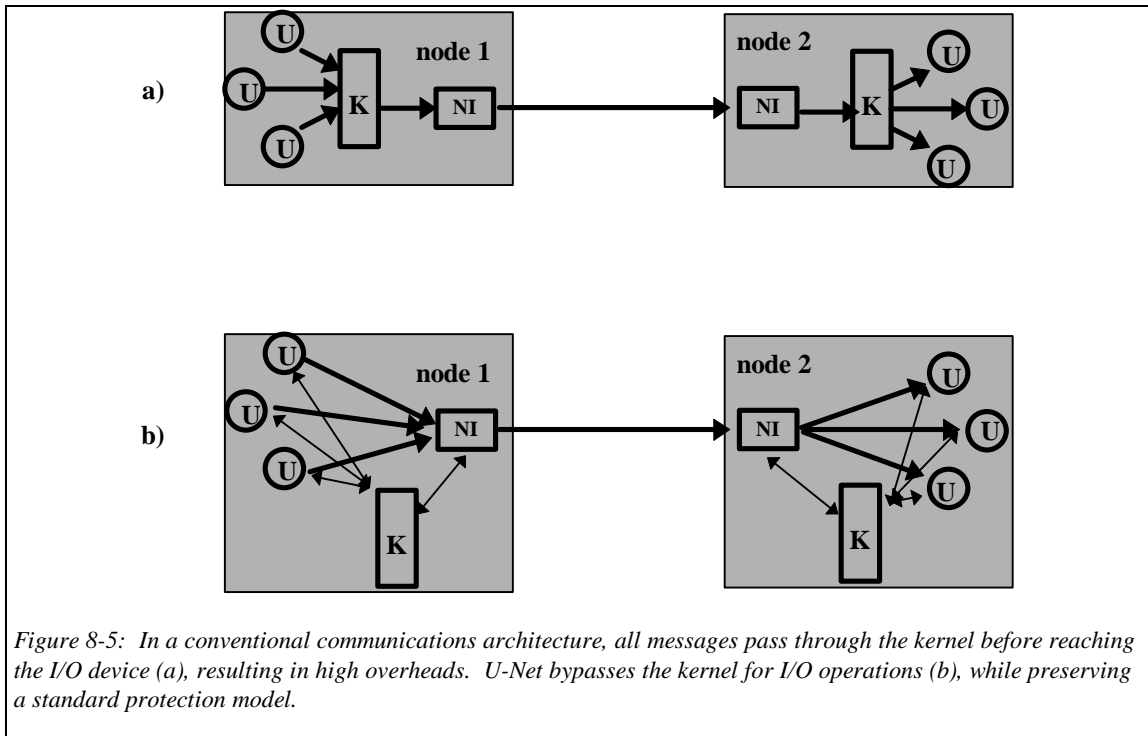 a)
node 1
U
U
U
K
NI
node 2
NI
K
U
U
U
b)
node 1
U
U
U
NI
K
node 2
NI
K
U
U
U
Figure 8-5: In a conventional communications architecture, all messages pass through the kernel before reaching
the I/O device (a), resulting in high overheads. U-Net bypasses the kernel for I/O operations (b), while preserving
a standard protection model.